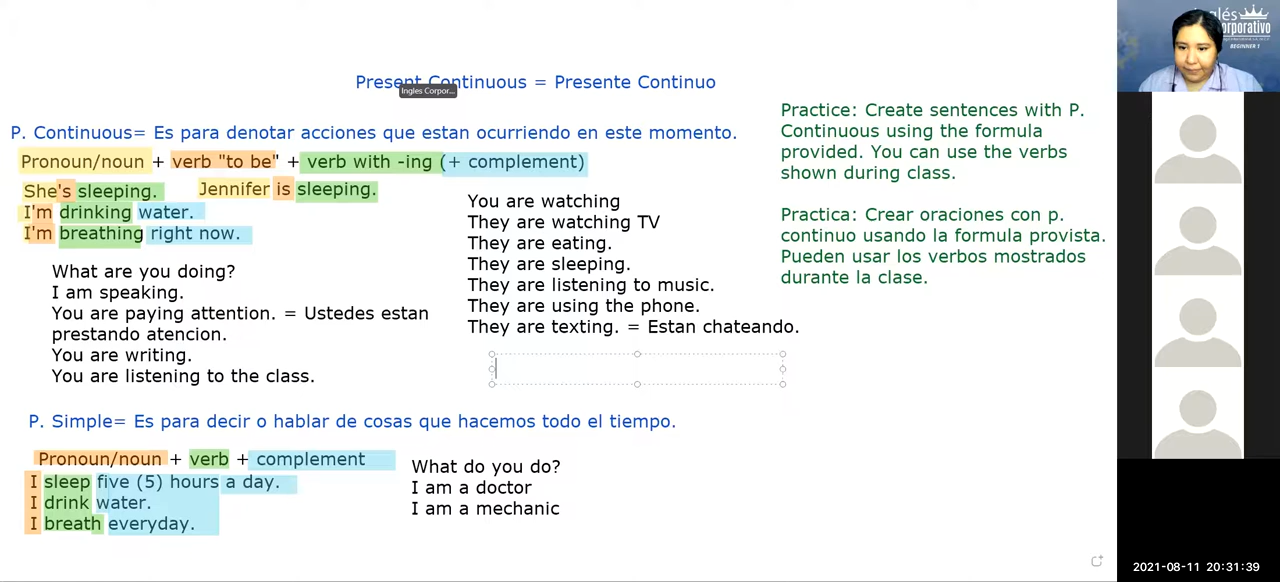 Present Continuous = Presente Continuo
Ingles Corpor...
P. Continuous= Es para denotar acciones que estan ocurriendo en este momento.
Pronoun/noun + verb "to be" + verb with -ing (+ complement)
She's sleeping. Jennifer is sleeping.
I'm drinking water.
I'm breathing right now.
What are you doing?
I am speaking.
You are paying attention. = Ustedes estan
prestando atencion.
You are writing.
You are listening to the class.
You are watching
They are watching TV
They are eating.
They are sleeping.
They are listening to music.
They are using the phone.
They are texting. = Estan chateando.
P. Simple= Es para decir o hablar de cosas que hacemos todo el tiempo.
Pronoun/noun + verb + complement
I sleep five (5) hours a day.
I drink water.
I breath everyday.
What do you do?
I am a doctor
I am a mechanic
Practice: Create sentences with P.
Continuous using the formula
provided. You can use the verbs
shown during class.
Practica: Crear oraciones con p.
continuo usando la formula provista.
Pueden usar los verbos mostrados
durante la clase.
glés
orporativo
BEGINNER 1
2021-08-11 20:31:39